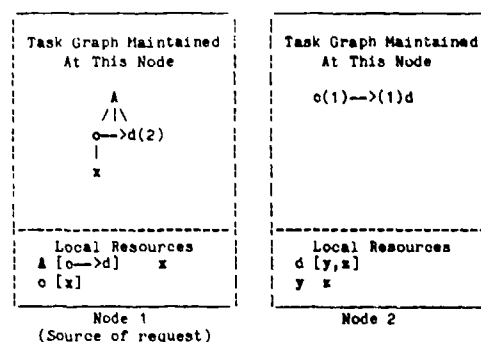 Task Graph Maintained
At This Node
A
/|\
c-->d(2)
|
x
Local Resources
A [c-->d] x
c [x]
Node 1
(Source of request)
Task Graph Maintained
At This Node
c(1)-->(1)d
Local Resources
d [y,z]
y z
Node 2